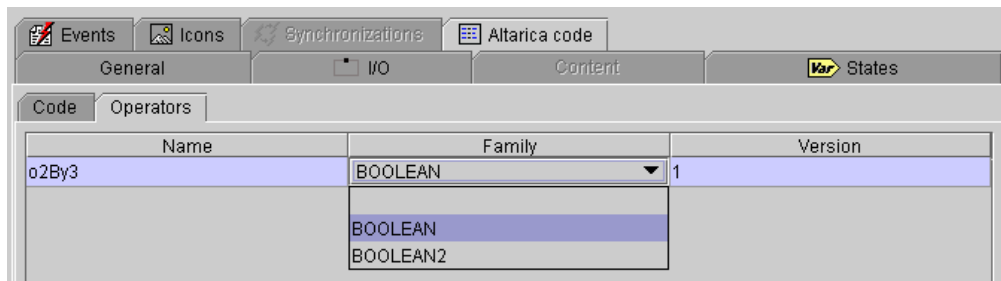 Events Icons Synchronizations Altarica code
General I/O Content Var States
Code Operators
Name Family Version
o2By3 BOOLEAN 1
BOOLEAN
BOOLEAN2